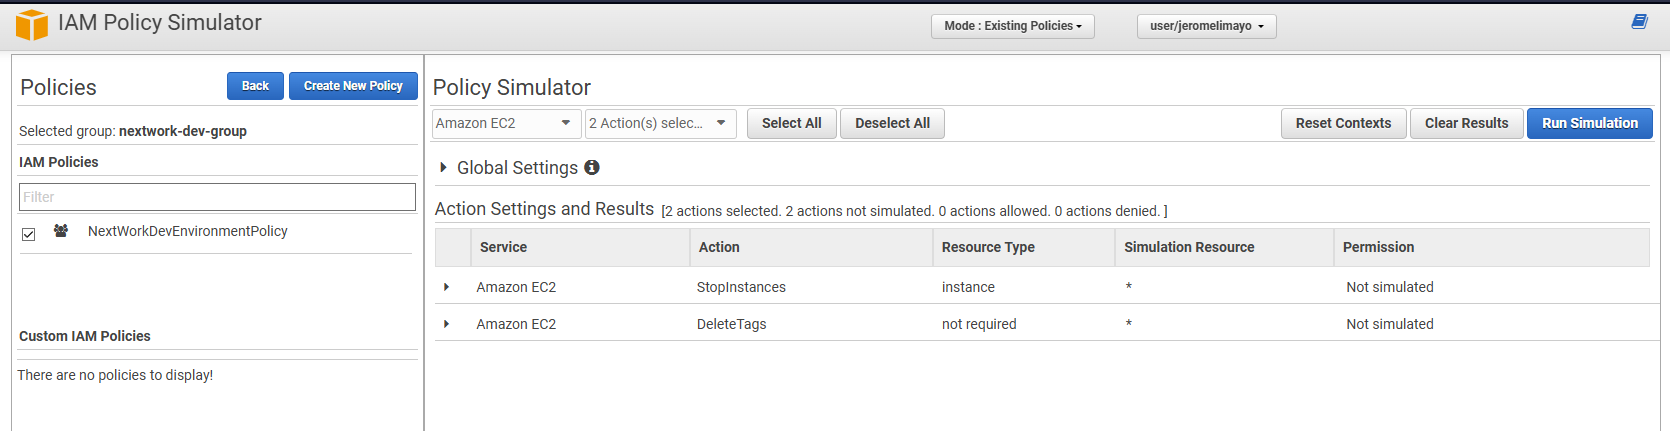 IAM Policy Simulator
Mode : Existing Policies
user/jeromelimayo
Policies
Back
Create New Policy
Selected group: nextwork-dev-group
IAM Policies
Filter
NextWorkDevEnvironmentPolicy
Custom IAM Policies
There are no policies to display!
Policy Simulator
Amazon EC2
2 Action(s) selec...
Select All
Deselect All
Reset Contexts
Clear Results
Run Simulation
Global Settings
Action Settings and Results [2 actions selected. 2 actions not simulated. 0 actions allowed. 0 actions denied. ]
Service Action Resource Type Simulation Resource Permission
Amazon EC2 StopInstances instance * Not simulated
Amazon EC2 DeleteTags not required * Not simulated